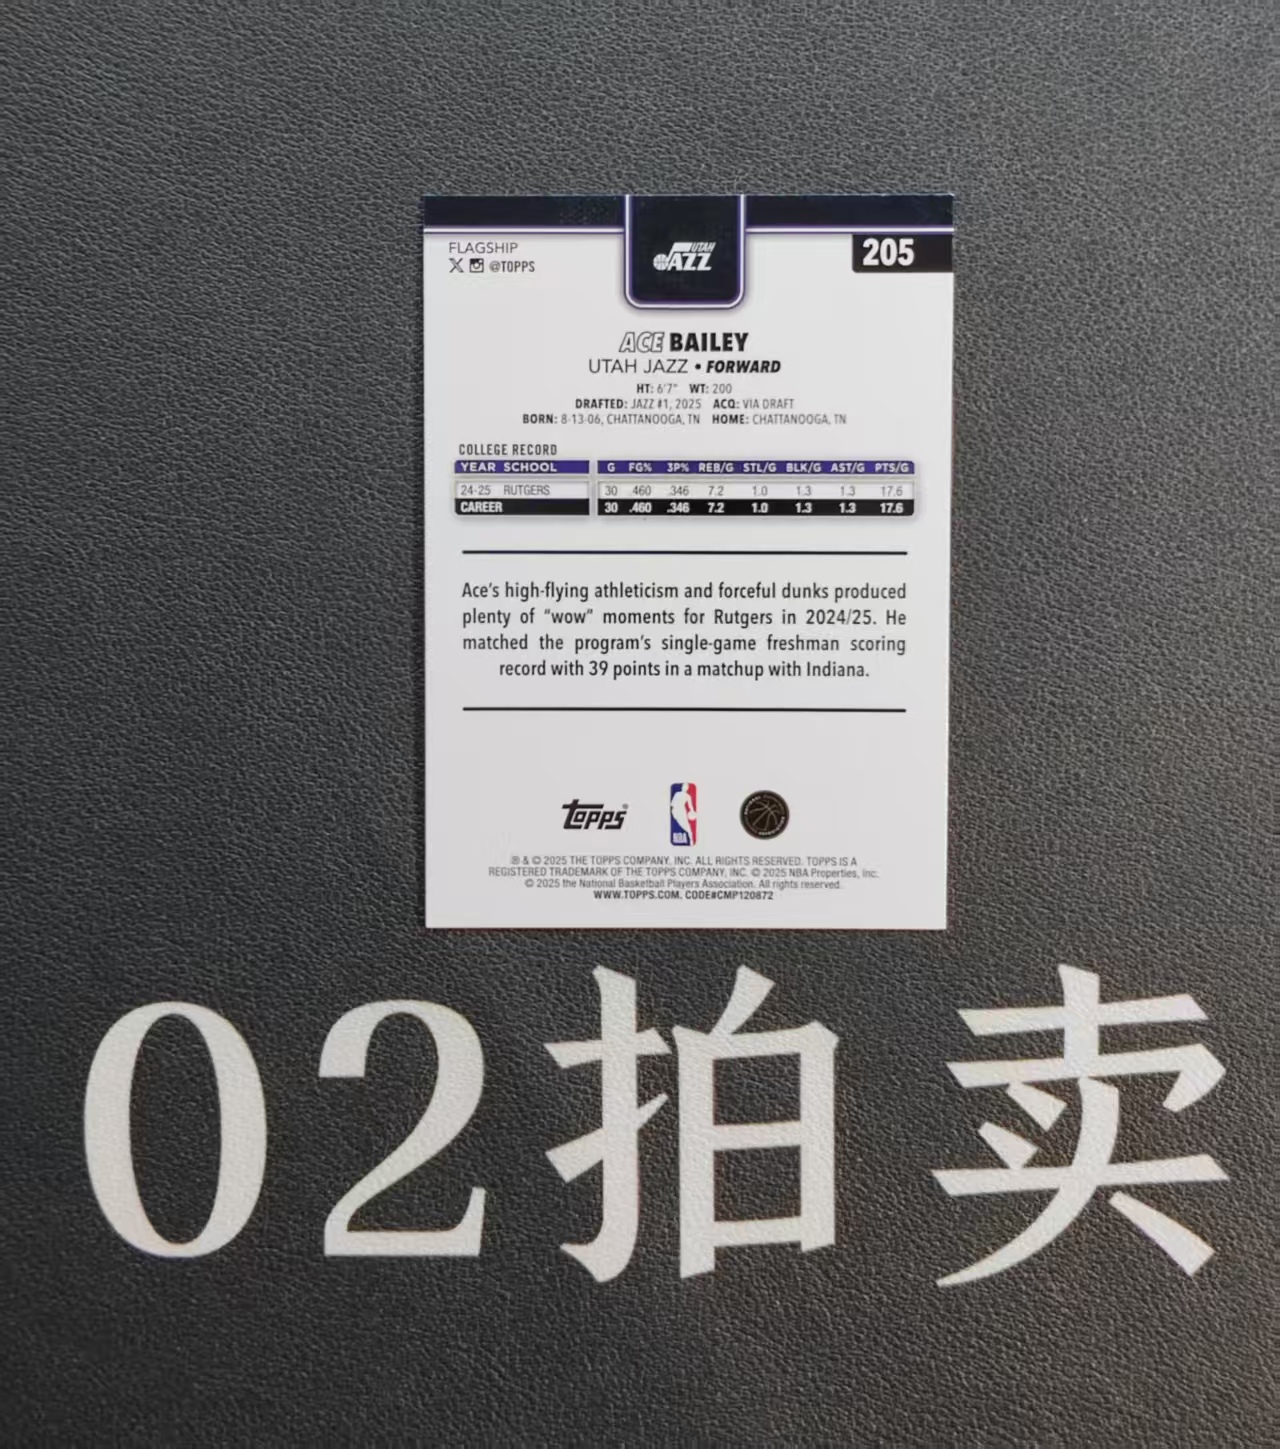 UTAH
JAZZ
FLAGSHIP
@TOPPS
205
ACE BAILEY
UTAH JAZZ • FORWARD
HT: 6'7" WT: 200
DRAFTED: JAZZ #1, 2025 ACQ: VIA DRAFT
BORN: 8-13-06, CHATTANOOGA, TN HOME: CHATTANOOGA, TN
COLLEGE RECORD
YEAR SCHOOL G FG% 3P% REB/G STL/G BLK/G AST/G PTS/G
24-25 RUTGERS 30 .460 .346 7.2 1.0 1.3 1.3 17.6
CAREER 30 .460 .346 7.2 1.0 1.3 1.3 17.6
Ace's high-flying athleticism and forceful dunks produced
plenty of “wow” moments for Rutgers in 2024/25. He
matched the program's single-game freshman scoring
record with 39 points in a matchup with Indiana.
topps®
NBA
® & © 2025 THE TOPPS COMPANY, INC. ALL RIGHTS RESERVED. TOPPS IS A
REGISTERED TRADEMARK OF THE TOPPS COMPANY, INC. © 2025 NBA Properties, Inc.
© 2025 the National Basketball Players Association. All rights reserved.
WWW.TOPPS.COM. CODE#CMP120872
02拍卖